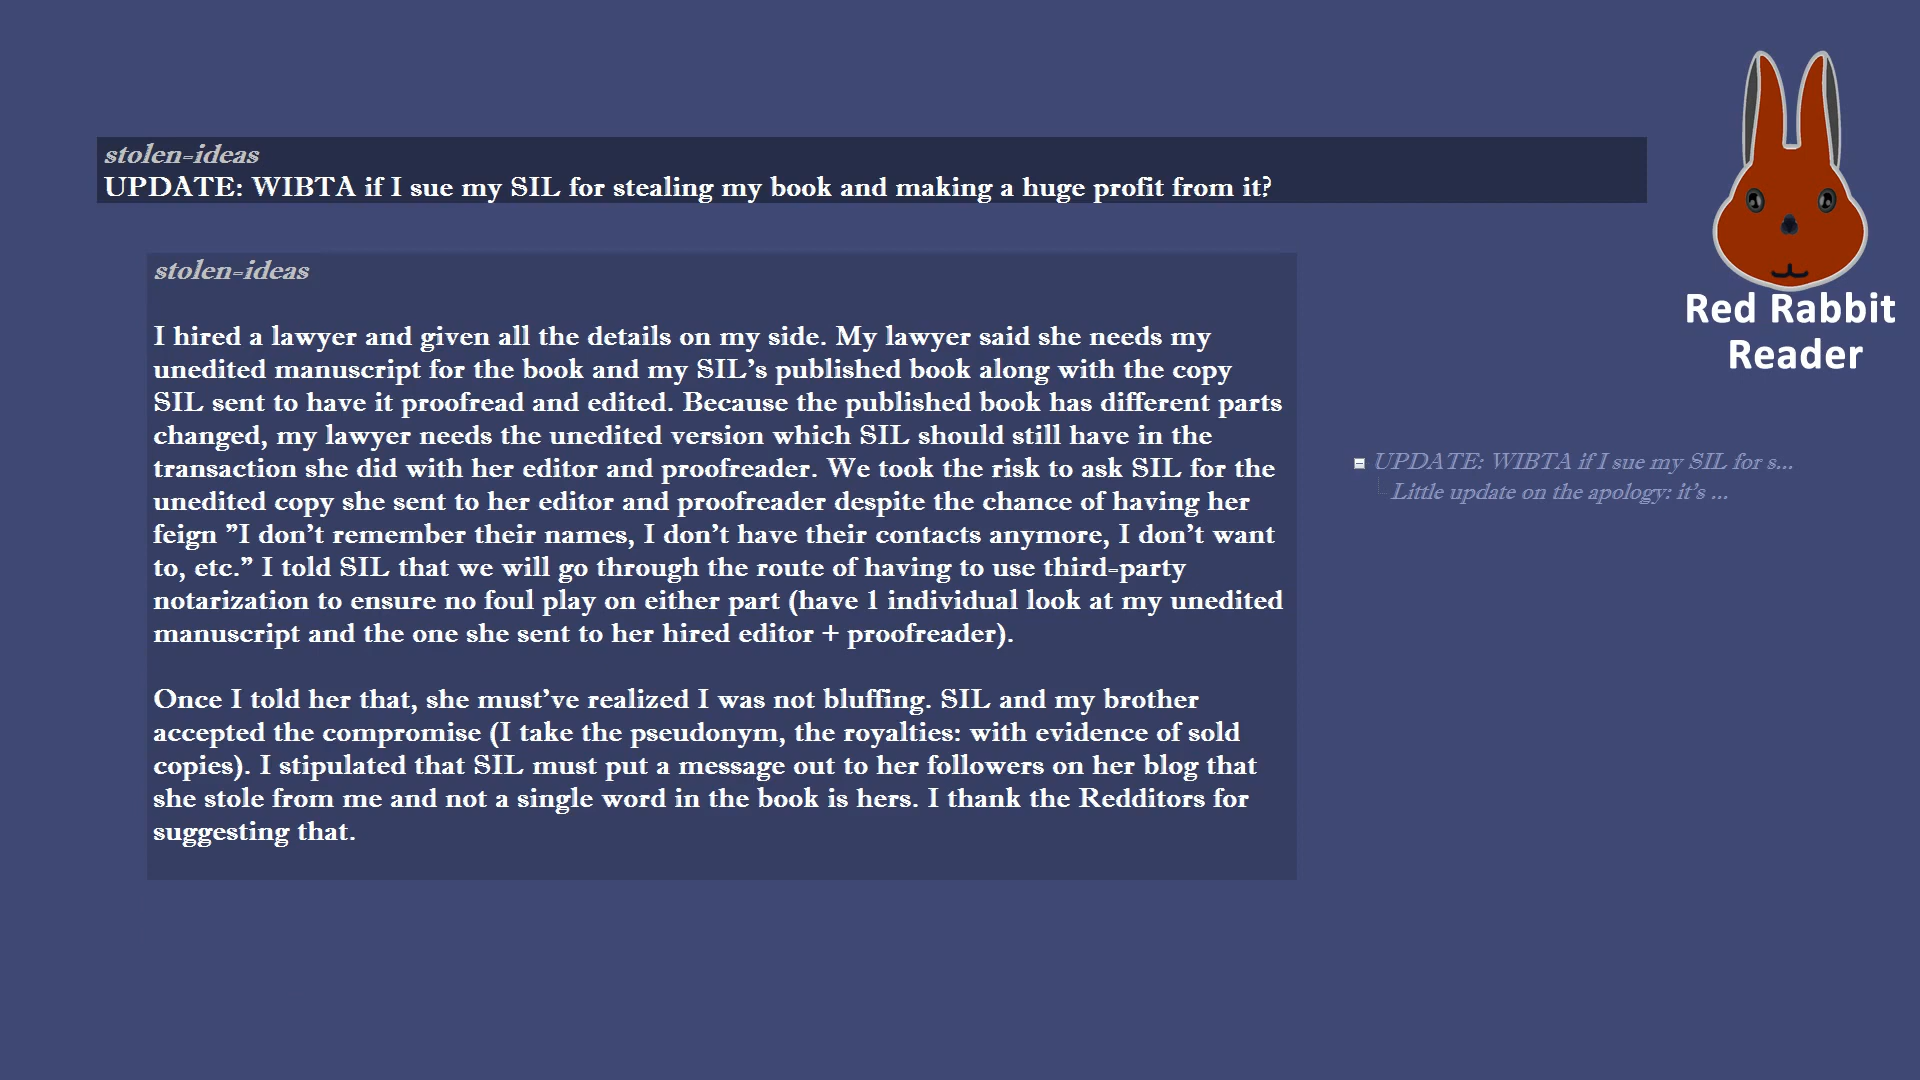 stolen-ideas
UPDATE: WIBTA if I sue my SIL for stealing my book and making a huge profit from it?
stolen-ideas
I hired a lawyer and given all the details on my side. My lawyer said she needs my
unedited manuscript for the book and my SIL's published book along with the copy
SIL sent to have it proofread and edited. Because the published book has different parts
changed, my lawyer needs the unedited version which SIL should still have in the
transaction she did with her editor and proofreader. We took the risk to ask SIL for the
unedited copy she sent to her editor and proofreader despite the chance of having her
feign ”I don’t remember their names, I don’t have their contacts anymore, I don’t want
to, etc.” I told SIL that we will go through the route of having to use third-party
notarization to ensure no foul play on either part (have 1 individual look at my unedited
manuscript and the one she sent to her hired editor + proofreader).
Once I told her that, she must’ve realized I was not bluffing. SIL and my brother
accepted the compromise (I take the pseudonym, the royalties: with evidence of sold
copies). I stipulated that SIL must put a message out to her followers on her blog that
she stole from me and not a single word in the book is hers. I thank the Redditors for
suggesting that.
Red Rabbit
Reader
UPDATE: WIBTA if I sue my SIL for s...
Little update on the apology: it’s ...